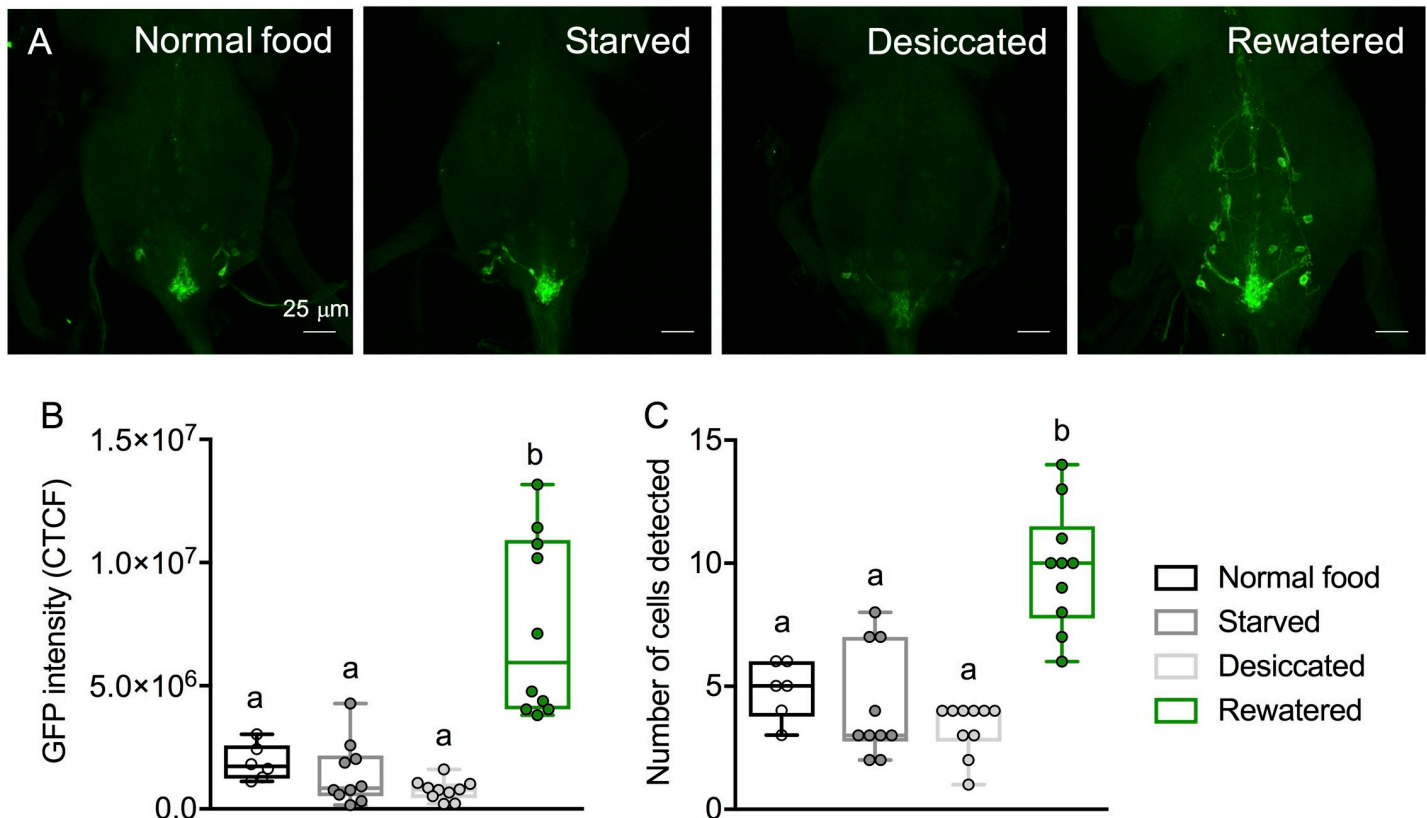 A
Normal food
Starved
Desiccated
Rewatered
25 μm
B
GFP intensity (CTCF)
1.5×10⁷
1.0×10⁷
5.0×10⁶
0.0
a
a
a
b
C
Number of cells detected
15
10
5
0
a
a
a
b
Normal food
Starved
Desiccated
Rewatered